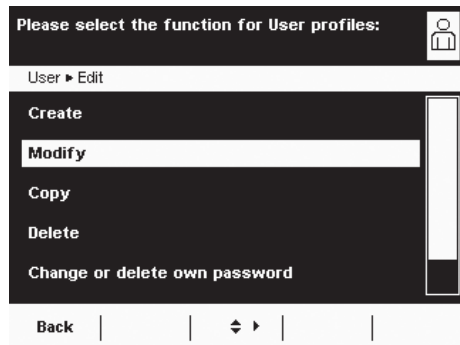 Please select the function for User profiles:
User ▸ Edit
Create
Modify
Copy
Delete
Change or delete own password
Back